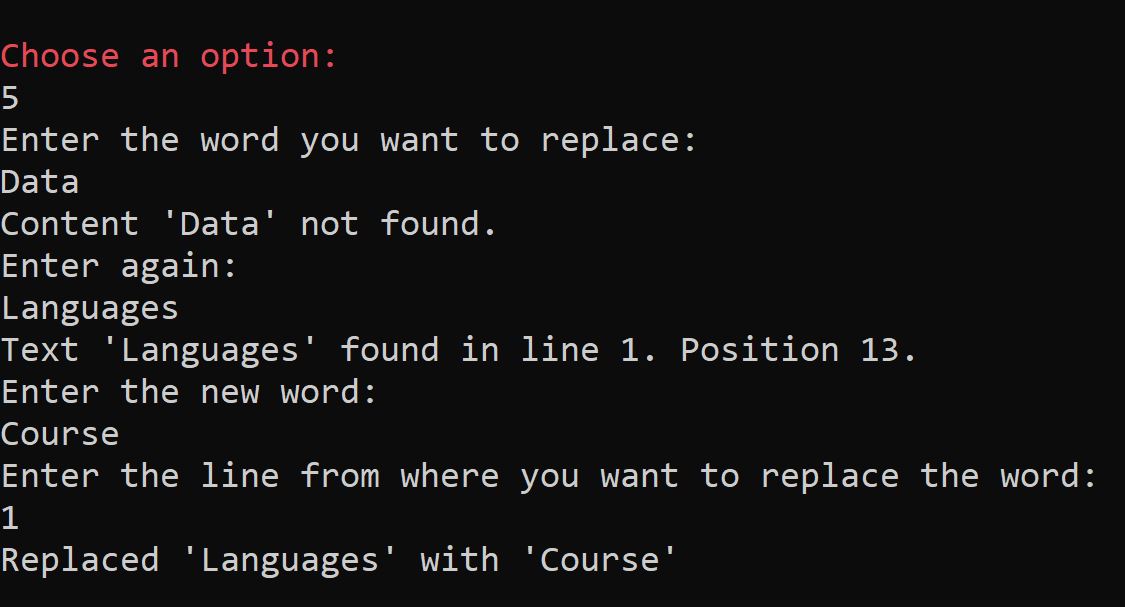 Choose an option:
5
Enter the word you want to replace:
Data
Content 'Data' not found.
Enter again:
Languages
Text 'Languages' found in line 1. Position 13.
Enter the new word:
Course
Enter the line from where you want to replace the word:
1
Replaced 'Languages' with 'Course'